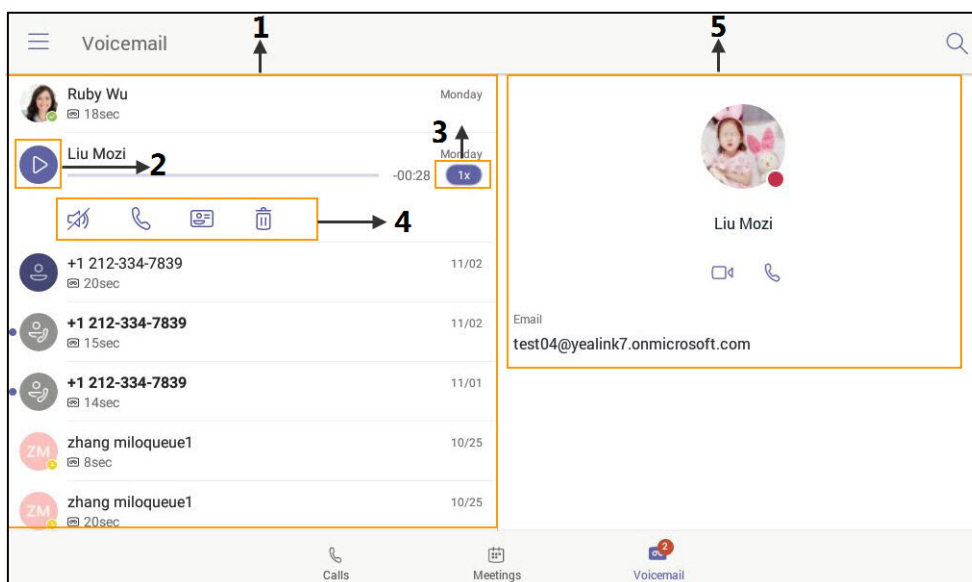 Voicemail
1
5
Ruby Wu
Monday
18sec
3
Liu Mozi
Monday
2
-00:28
1x
4
Liu Mozi
+1 212-334-7839
11/02
20sec
+1 212-334-7839
11/02
15sec
Email
test04@yealink7.onmicrosoft.com
+1 212-334-7839
11/01
14sec
ZM
zhang miloqueue1
10/25
8sec
ZM
zhang miloqueue1
10/25
20sec
2
Calls
Meetings
Voicemail